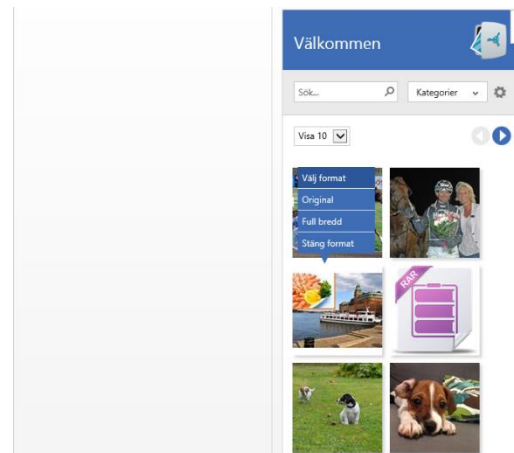 Välkommen
Sök...
Kategorier
Visa 10
Välj format
Original
Full bredd
Stäng format
RAR